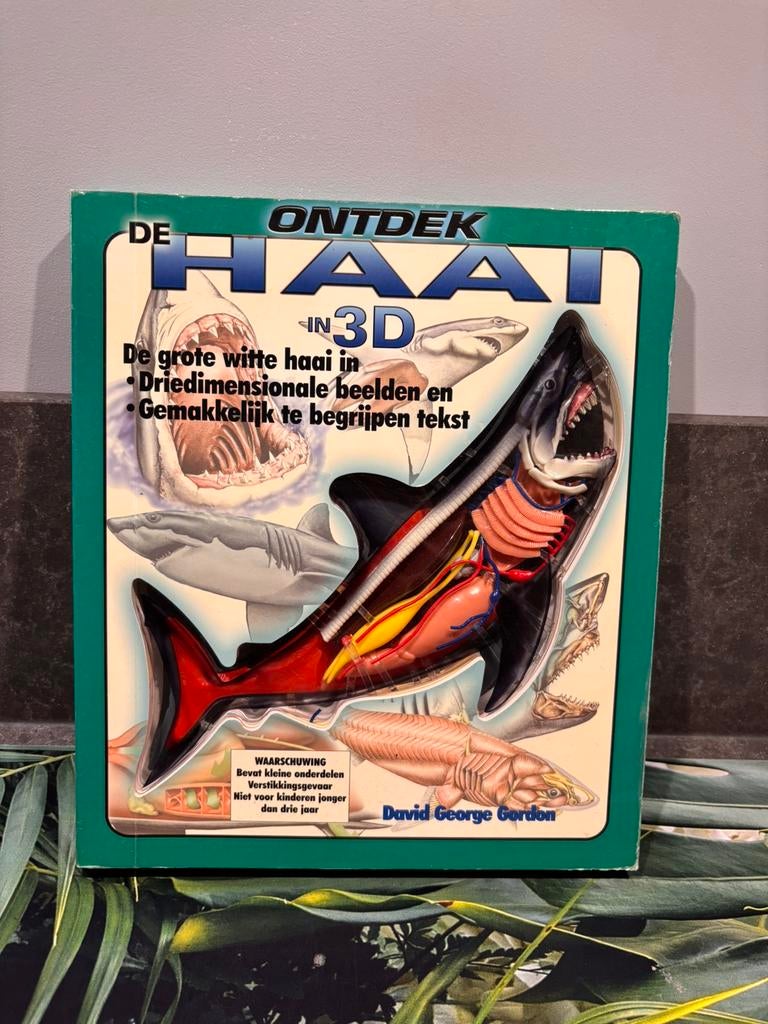 ONTDEK
DE
HAAI
IN 3D
De grote witte haai in
• Driedimensionale beelden en
• Gemakkelijk te begrijpen tekst
WAARSCHUWING
Bevat kleine onderdelen
Verstikkingsgevaar
Niet voor kinderen jonger
dan drie jaar
David George Gordon